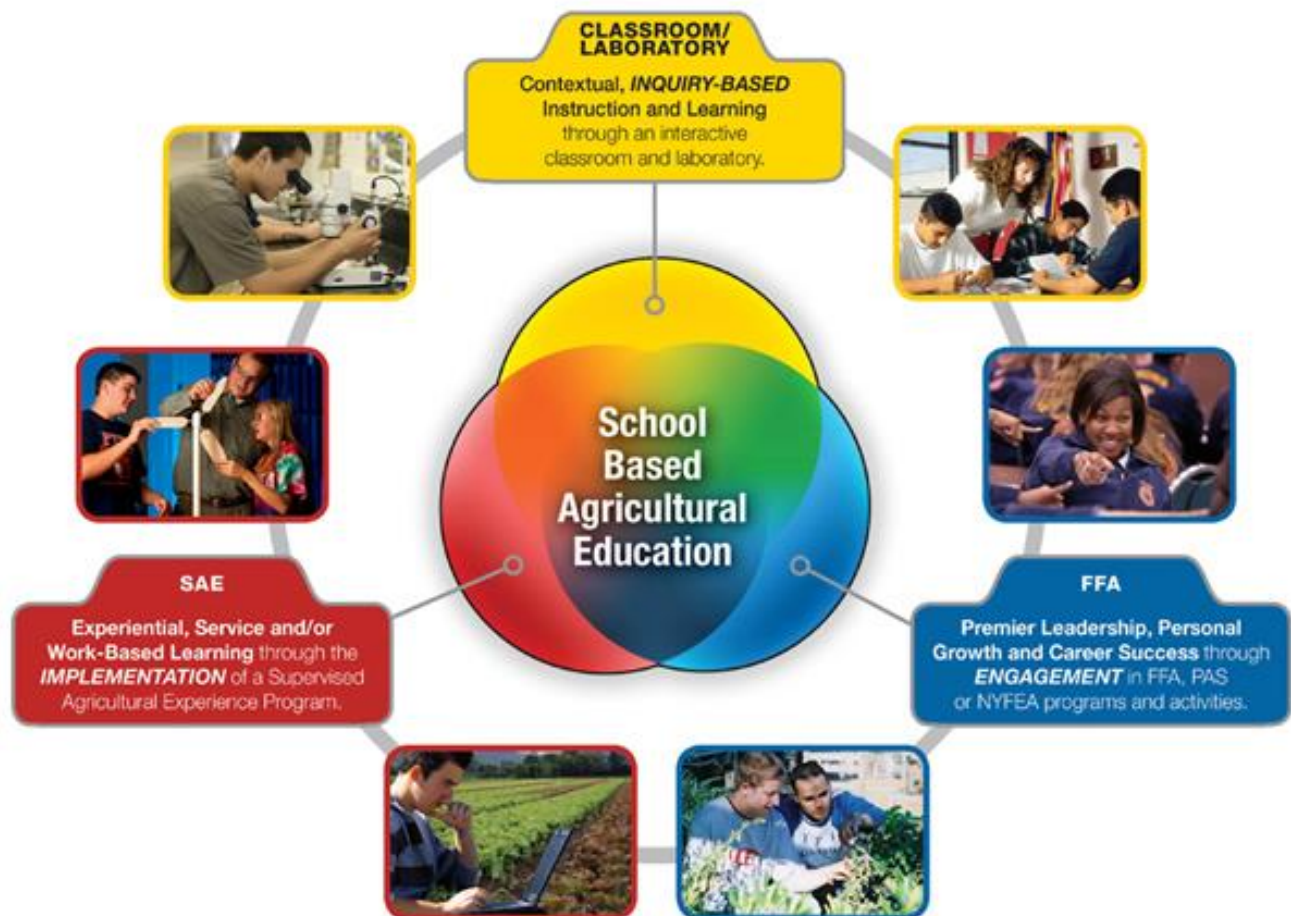 CLASSROOM/
LABORATORY
Contextual, INQUIRY-BASED
Instruction and Learning
through an interactive
classroom and laboratory.
School
Based
Agricultural
Education
SAE
Experiential, Service and/or
Work-Based Learning through the
IMPLEMENTATION of a Supervised
Agricultural Experience Program.
FFA
Premier Leadership, Personal
Growth and Career Success through
ENGAGEMENT in FFA, PAS
or NYFEA programs and activities.